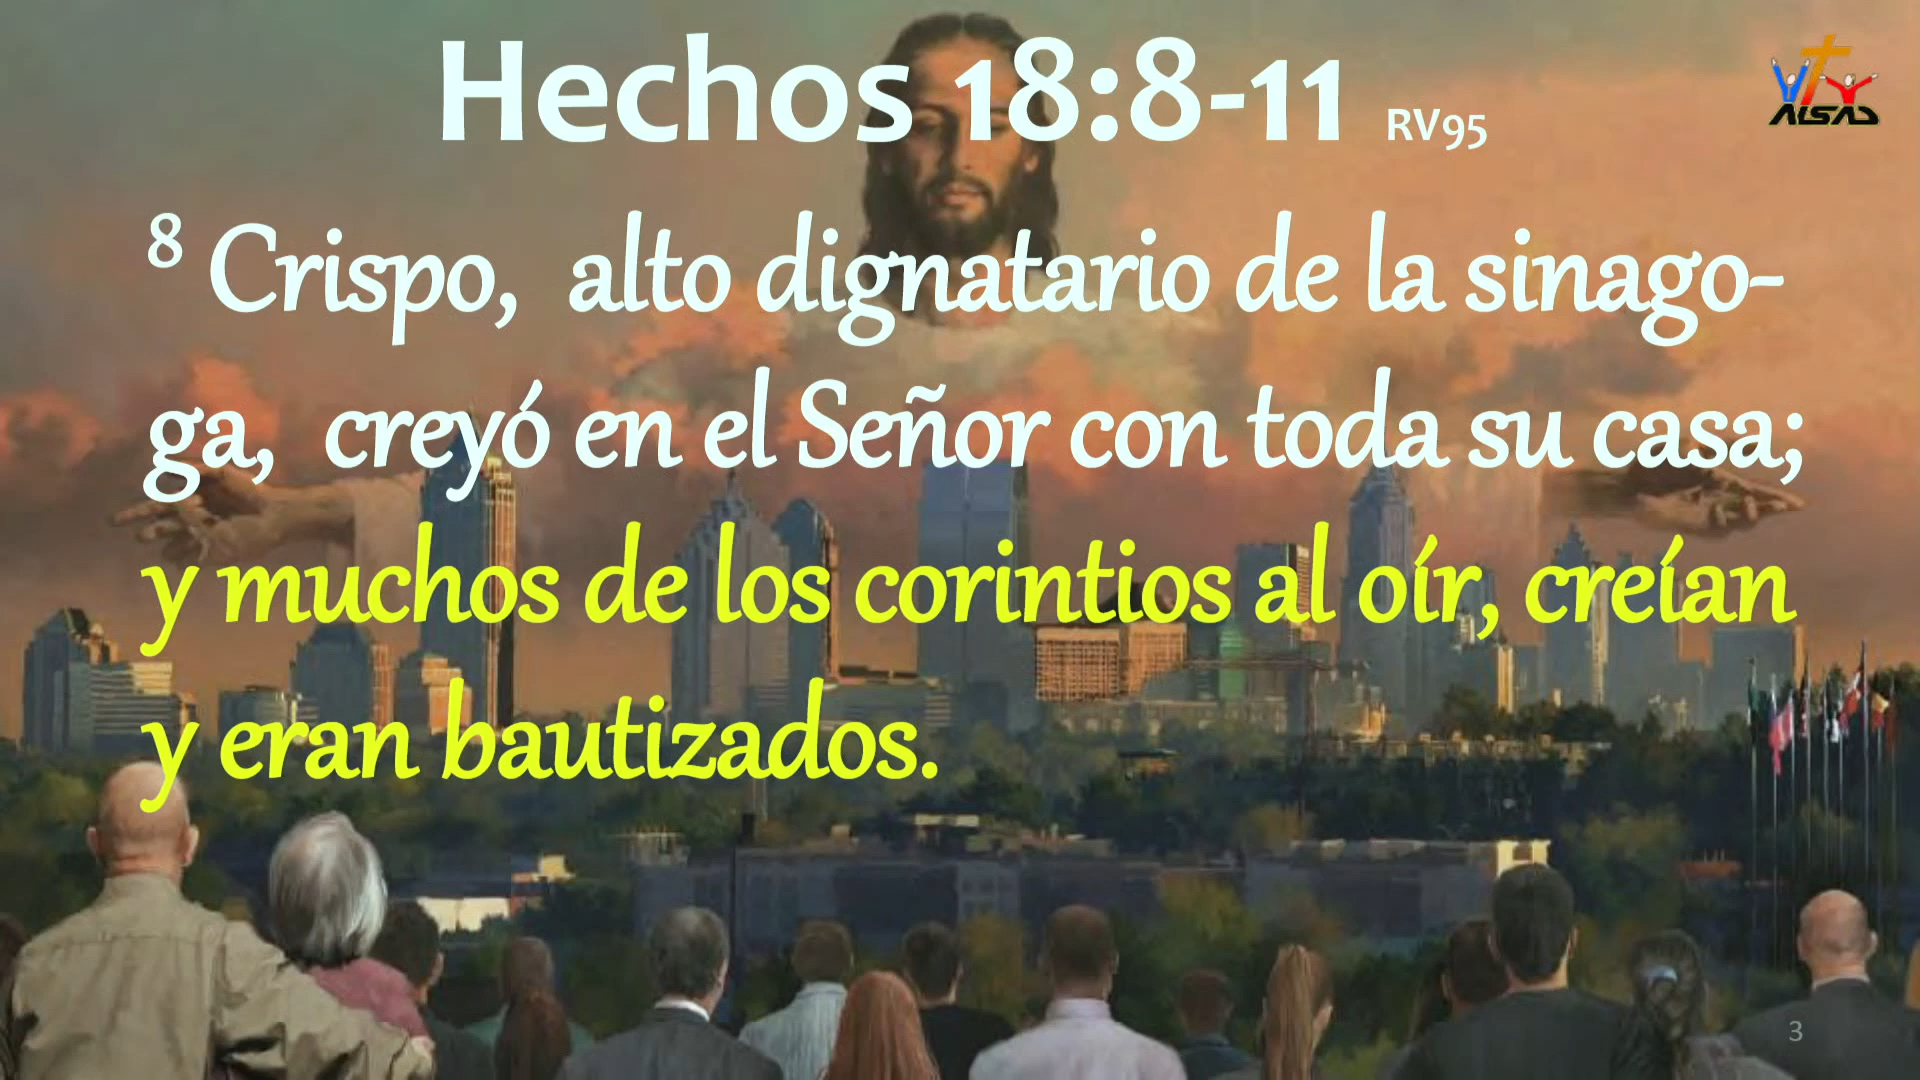 Hechos 18:8-11 RV95
ALSAD
8 Crispo, alto dignatario de la sinago-
ga, creyó en el Señor con toda su casa;
y muchos de los corintios al oír, creían
y eran bautizados.
3